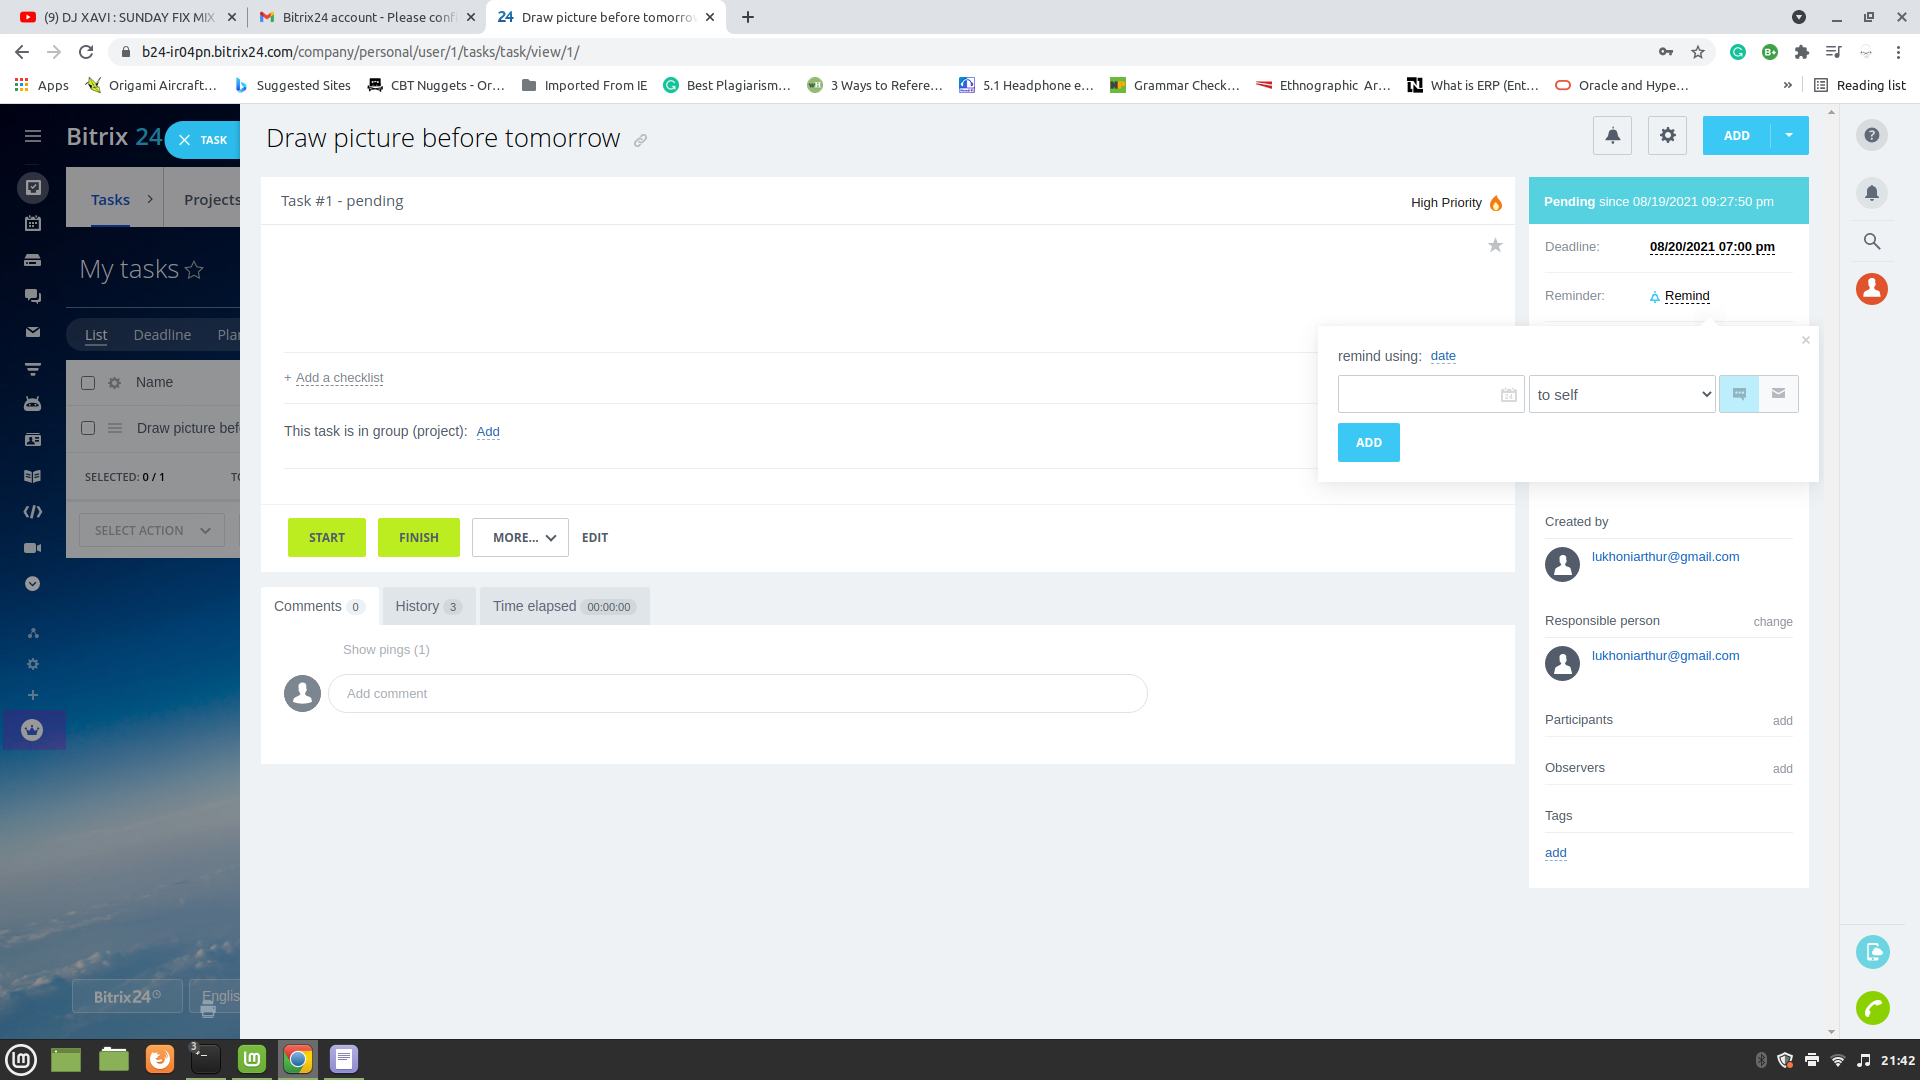 (9) DJ XAVI : SUNDAY FIX MIX
Bitrix24 account - Please conf
24 Draw picture before tomorro
b24-ir04pn.bitrix24.com/company/personal/user/1/tasks/task/view/1/
Apps
Origami Aircraft...
Suggested Sites
CBT Nuggets - Or...
Imported From IE
Best Plagiarism...
3 Ways to Refere...
5.1 Headphone e...
Grammar Check...
Ethnographic Ar...
What is ERP (Ent...
Oracle and Hype...
»
Reading list
Bitrix 24
TASK
Tasks
Projects
My tasks
List
Deadline
Plan
Name
Draw picture bef
SELECTED: 0 / 1
TO
SELECT ACTION
Bitrix24
Englis
Draw picture before tomorrow
ADD
Task #1 - pending
High Priority
+ Add a checklist
This task is in group (project): Add
START
FINISH
MORE...
EDIT
Comments 0
History 3
Time elapsed 00:00:00
Show pings (1)
Add comment
Pending since 08/19/2021 09:27:50 pm
Deadline: 08/20/2021 07:00 pm
Reminder: Remind
remind using: date
to self
ADD
Created by
lukhoniarthur@gmail.com
Responsible person change
lukhoniarthur@gmail.com
Participants add
Observers add
Tags
add
3
21:42